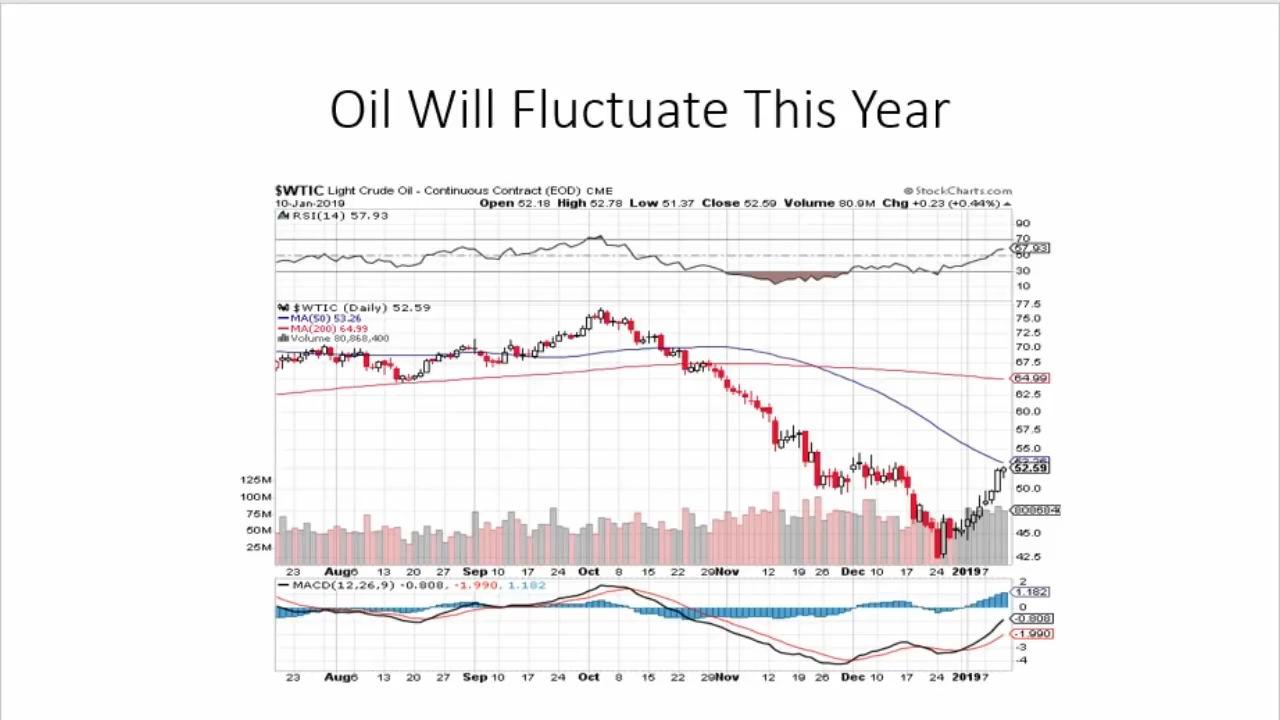 Oil Will Fluctuate This Year
$WTIC Light Crude Oil - Continuous Contract (EOD) CME
© StockCharts.com
10-Jan-2019
Open 52.18 High 52.78 Low 51.37 Close 52.59 Volume 80.9M Chg +0.23 (+0.44%)
RSI(14) 57.93
90
70
57.93
50
30
10
$WTIC (Daily) 52.59
MA(50) 53.26
MA(200) 64.99
Volume 80,868,400
77.5
75.0
72.5
70.0
67.5
64.99
62.5
60.0
57.5
55.0
52.59
50.0
45.0
42.5
125M
100M
75M
50M
25M
23 Aug 6 13 20 27 Sep 10 17 24 Oct 8 15 22 29 Nov 12 19 26 Dec 10 17 24 2019 7
MACD(12,26,9) -0.808, -1.990, 1.182
2
1.182
0
-0.808
-1.990
-3
-4
23 Aug 6 13 20 27 Sep 10 17 24 Oct 8 15 22 29 Nov 12 19 26 Dec 10 17 24 2019 7